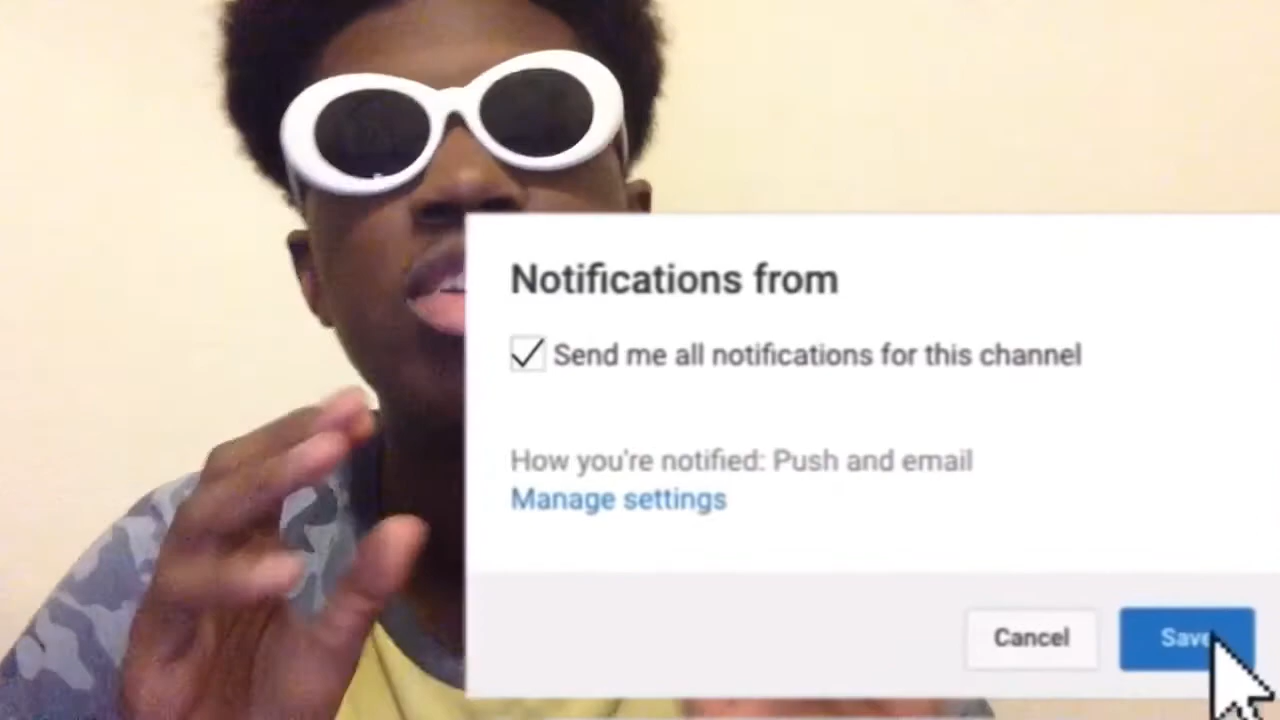 Notifications from
Send me all notifications for this channel
How you're notified: Push and email
Manage settings
Cancel
Save